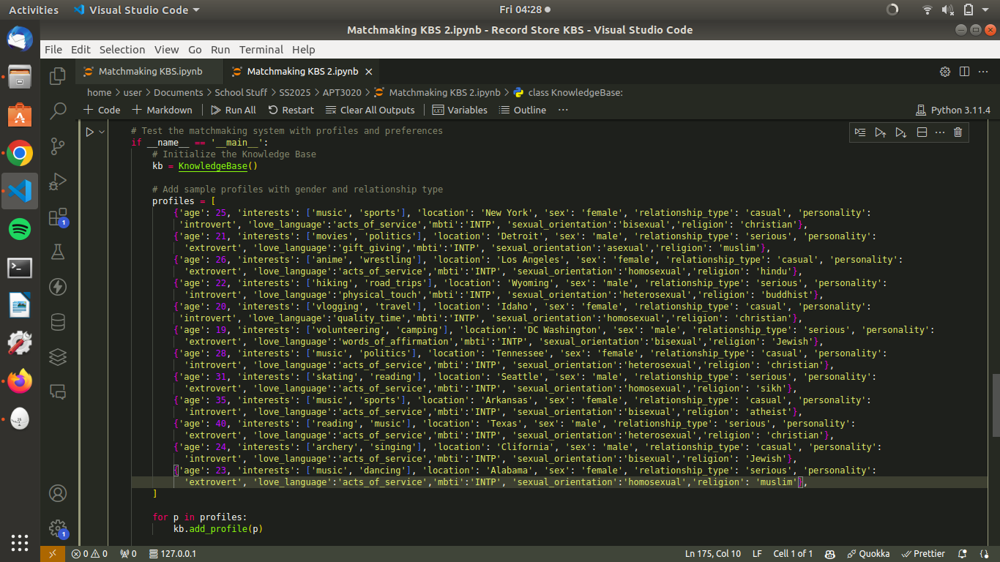 Activities Visual Studio Code Fri 04:28
Matchmaking KBS 2.ipynb - Record Store KBS - Visual Studio Code
File Edit Selection View Go Run Terminal Help
Matchmaking KBS.ipynb Matchmaking KBS 2.ipynb
home > user > Documents > School Stuff > SS2025 > APT3020 > Matchmaking KBS 2.ipynb > class KnowledgeBase:
+ Code + Markdown Run All Restart Clear All Outputs Variables Outline ... Python 3.11.4
# Test the matchmaking system with profiles and preferences
if __name__ == '__main__':
# Initialize the Knowledge Base
kb = KnowledgeBase()
# Add sample profiles with gender and relationship type
profiles = [
{'age': 25, 'interests': ['music', 'sports'], 'location': 'New York', 'sex': 'female', 'relationship_type': 'casual', 'personality':
'introvert', 'love_language':'acts_of_service','mbti':'INTP', 'sexual_orientation':'bisexual','religion': 'christian'},
{'age': 21, 'interests': ['movies', 'politics'], 'location': 'Detroit', 'sex': 'male', 'relationship_type': 'serious', 'personality':
'extrovert', 'love_language':'gift_giving','mbti':'INTP', 'sexual_orientation':'asexual','religion': 'muslim'},
{'age': 26, 'interests': ['anime', 'wrestling'], 'location': 'Los Angeles', 'sex': 'female', 'relationship_type': 'casual', 'personality':
'extrovert', 'love_language':'acts_of_service','mbti':'INTP', 'sexual_orientation':'homosexual','religion': 'hindu'},
{'age': 22, 'interests': ['hiking', 'road_trips'], 'location': 'Wyoming', 'sex': 'male', 'relationship_type': 'serious', 'personality':
'introvert', 'love_language':'physical_touch','mbti':'INTP', 'sexual_orientation':'heterosexual','religion': 'buddhist'},
{'age': 20, 'interests': ['vlogging', 'travel'], 'location': 'Idaho', 'sex': 'female', 'relationship_type': 'casual', 'personality':
'introvert', 'love_language':'quality_time','mbti':'INTP', 'sexual_orientation':'homosexual','religion': 'christian'},
{'age': 19, 'interests': ['volunteering', 'camping'], 'location': 'DC Washington', 'sex': 'male', 'relationship_type': 'serious', 'personality':
'extrovert', 'love_language':'words_of_affirmation','mbti':'INTP', 'sexual_orientation':'bisexual','religion': 'Jewish'},
{'age': 28, 'interests': ['music', 'politics'], 'location': 'Tennessee', 'sex': 'female', 'relationship_type': 'casual', 'personality':
'introvert', 'love_language':'acts_of_service','mbti':'INTP', 'sexual_orientation':'heterosexual','religion': 'christian'},
{'age': 31, 'interests': ['skating', 'reading'], 'location': 'Seattle', 'sex': 'male', 'relationship_type': 'serious', 'personality':
'extrovert', 'love_language':'acts_of_service','mbti':'INTP', 'sexual_orientation':'homosexual','religion': 'sikh'},
{'age': 35, 'interests': ['music', 'sports'], 'location': 'Arkansas', 'sex': 'female', 'relationship_type': 'casual', 'personality':
'introvert', 'love_language':'acts_of_service','mbti':'INTP', 'sexual_orientation':'bisexual','religion': 'atheist'},
{'age': 40, 'interests': ['reading', 'music'], 'location': 'Texas', 'sex': 'male', 'relationship_type': 'serious', 'personality':
'extrovert', 'love_language':'acts_of_service','mbti':'INTP', 'sexual_orientation':'heterosexual','religion': 'christian'},
{'age': 24, 'interests': ['archery', 'singing'], 'location': 'Clifornia', 'sex': 'male', 'relationship_type': 'casual', 'personality':
'introvert', 'love_language':'acts_of_service','mbti':'INTP', 'sexual_orientation':'bisexual','religion': 'Jewish'},
{'age': 23, 'interests': ['music', 'dancing'], 'location': 'Alabama', 'sex': 'female', 'relationship_type': 'serious', 'personality':
'extrovert', 'love_language':'acts_of_service','mbti':'INTP', 'sexual_orientation':'homosexual','religion': 'muslim'},
]
for p in profiles:
kb.add_profile(p)
0 0 0 127.0.0.1 Ln 175, Col 10 LF Cell 1 of 1 Quokka Prettier